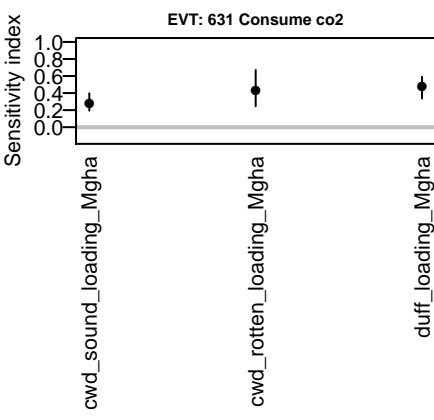 EVT: 631 Consume co2
Sensitivity index
1.0
0.8
0.6
0.4
0.2
0.0
cwd_sound_loading_Mgha
cwd_rotten_loading_Mgha
duff_loading_Mgha